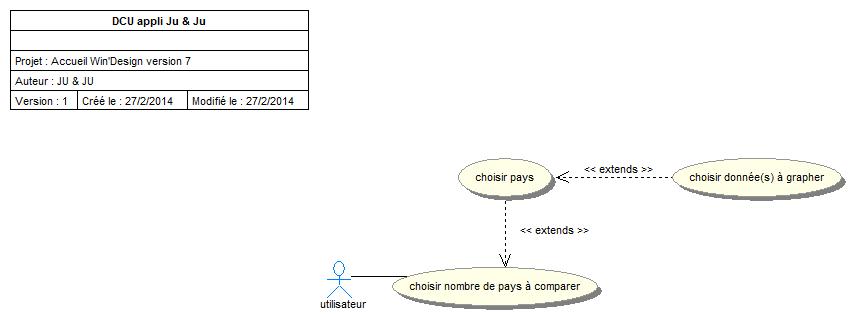 DCU appli Ju & Ju
Projet : Accueil Win'Design version 7
Auteur : JU & JU
Version : 1 Créé le : 27/2/2014 Modifié le : 27/2/2014
choisir pays
<< extends >>
choisir donnée(s) à grapher
<< extends >>
choisir nombre de pays à comparer
utilisateur